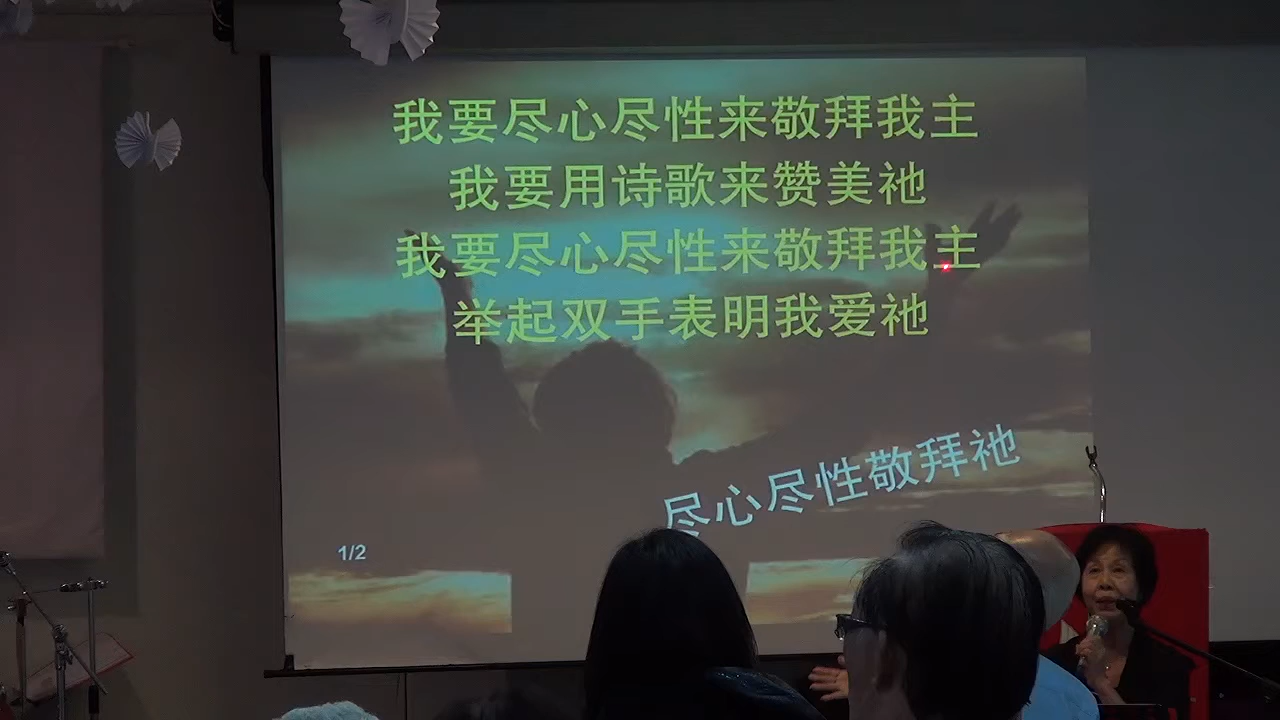 我要尽心尽性来敬拜我主
我要用诗歌来赞美祂
我要尽心尽性来敬拜我主
举起双手表明我爱祂
尽心尽性敬拜祂
1/2